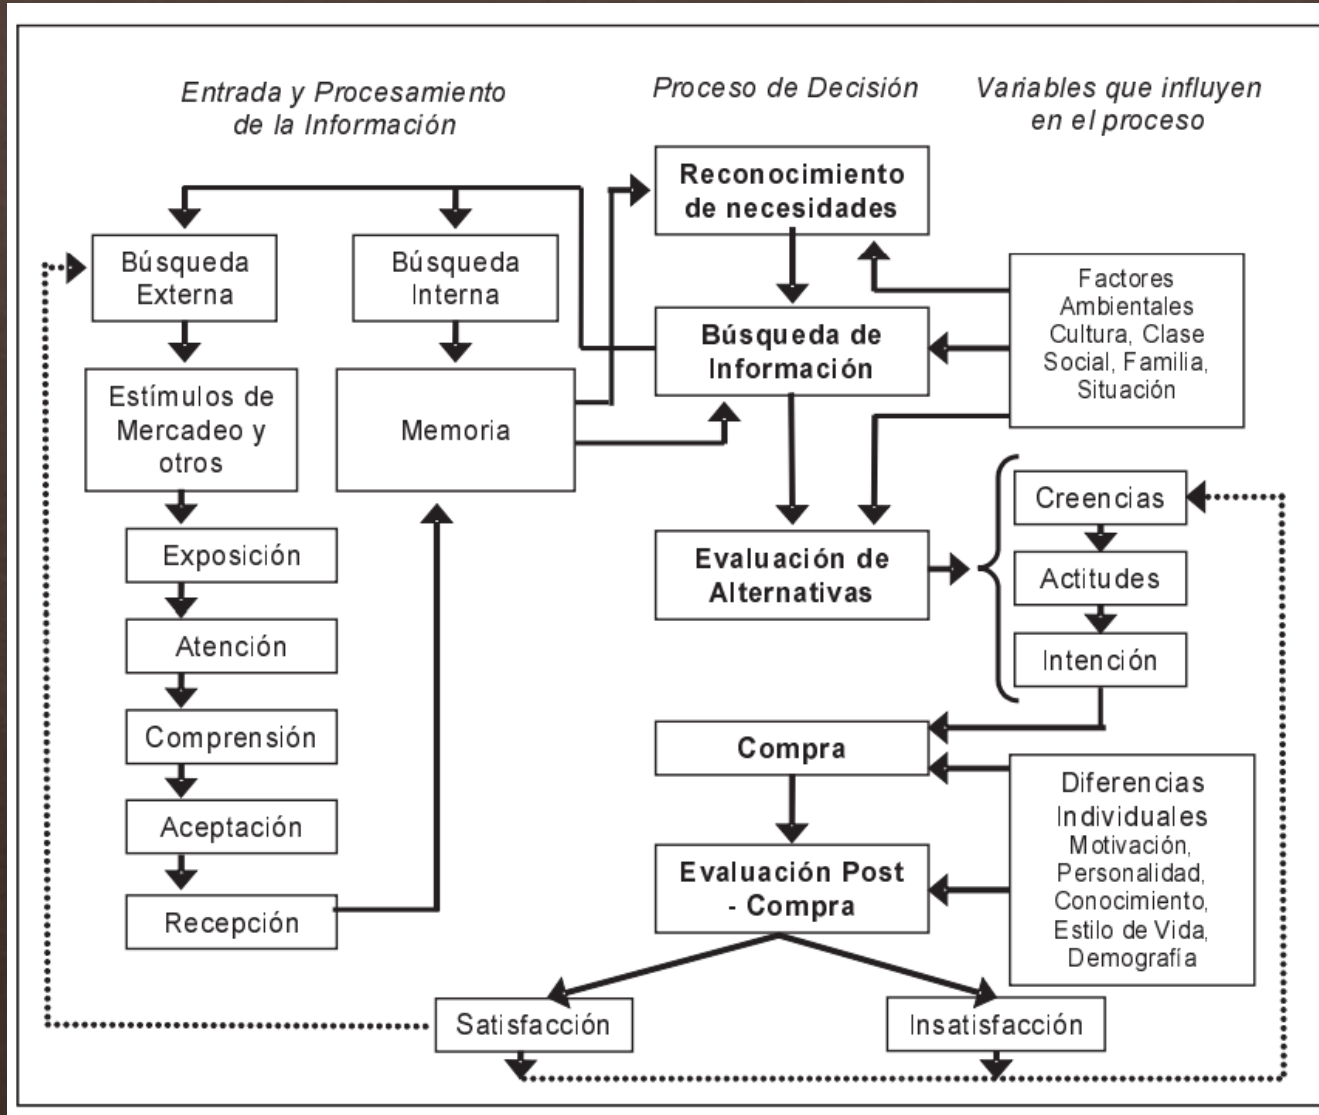 Entrada y Procesamiento
de la Información
Proceso de Decisión
Variables que influyen
en el proceso
Búsqueda
Externa
Estímulos de
Mercadeo y
otros
Exposición
Atención
Comprensión
Aceptación
Recepción
Búsqueda
Interna
Memoria
Reconocimiento
de necesidades
Búsqueda de
Información
Evaluación de
Alternativas
Compra
Evaluación Post
- Compra
Satisfacción
Insatisfacción
Factores
Ambientales
Cultura, Clase
Social, Familia,
Situación
Creencias
Actitudes
Intención
Diferencias
Individuales
Motivación,
Personalidad,
Conocimiento,
Estilo de Vida,
Demografía